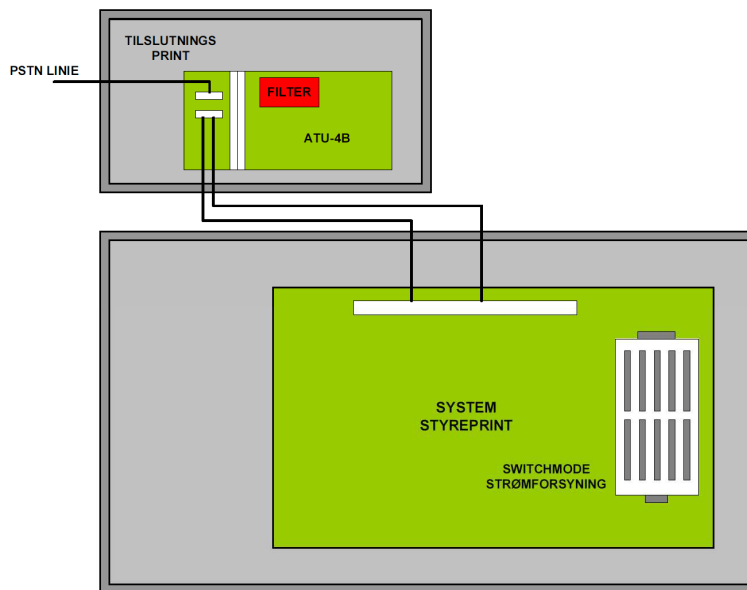 TILSLUTNINGS
PRINT
PSTN LINIE
FILTER
ATU-4B
SYSTEM
STYREPRINT
SWITCHMODE
STRØMFORSYNING